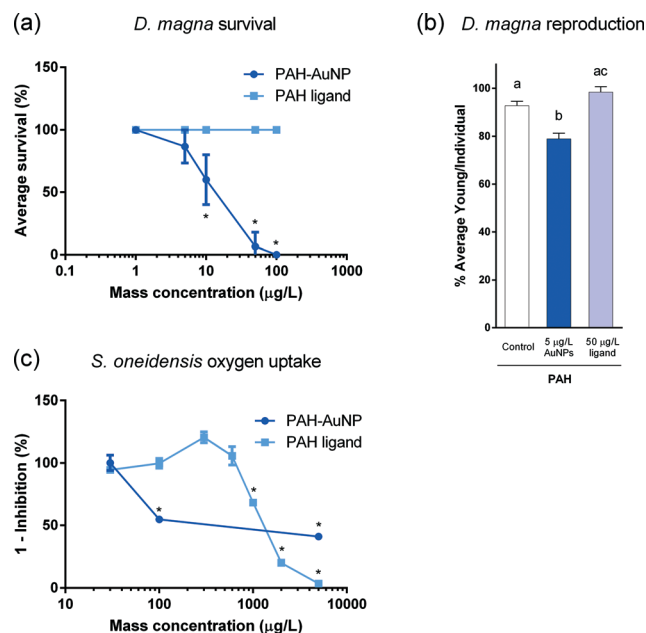 (a)
D. magna survival
PAH-AuNP
PAH ligand
Average survival (%)
150
100
50
0
*
*
*
0.1
1
10
100
1000
Mass concentration (μg/L)
(b)
D. magna reproduction
% Average Young/Individual
100
80
60
40
20
0
a
b
ac
Control
5 μg/L
AuNPs
50 μg/L
ligand
PAH
(c)
S. oneidensis oxygen uptake
PAH-AuNP
PAH ligand
1 - Inhibition (%)
150
100
50
0
*
*
*
*
*
10
100
1000
10000
Mass concentration (μg/L)